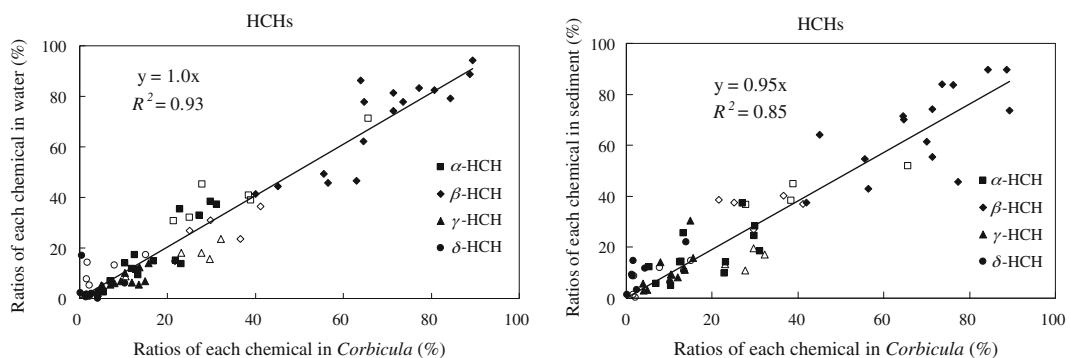 HCHs
Ratios of each chemical in water (%)
100
80
60
40
20
0
y = 1.0x
R² = 0.93
α-HCH
β-HCH
γ-HCH
δ-HCH
0 20 40 60 80 100
Ratios of each chemical in Corbicula (%)
HCHs
Ratios of each chemical in sediment (%)
100
80
60
40
20
0
y = 0.95x
R² = 0.85
α-HCH
β-HCH
γ-HCH
δ-HCH
0 20 40 60 80 100
Ratios of each chemical in Corbicula (%)